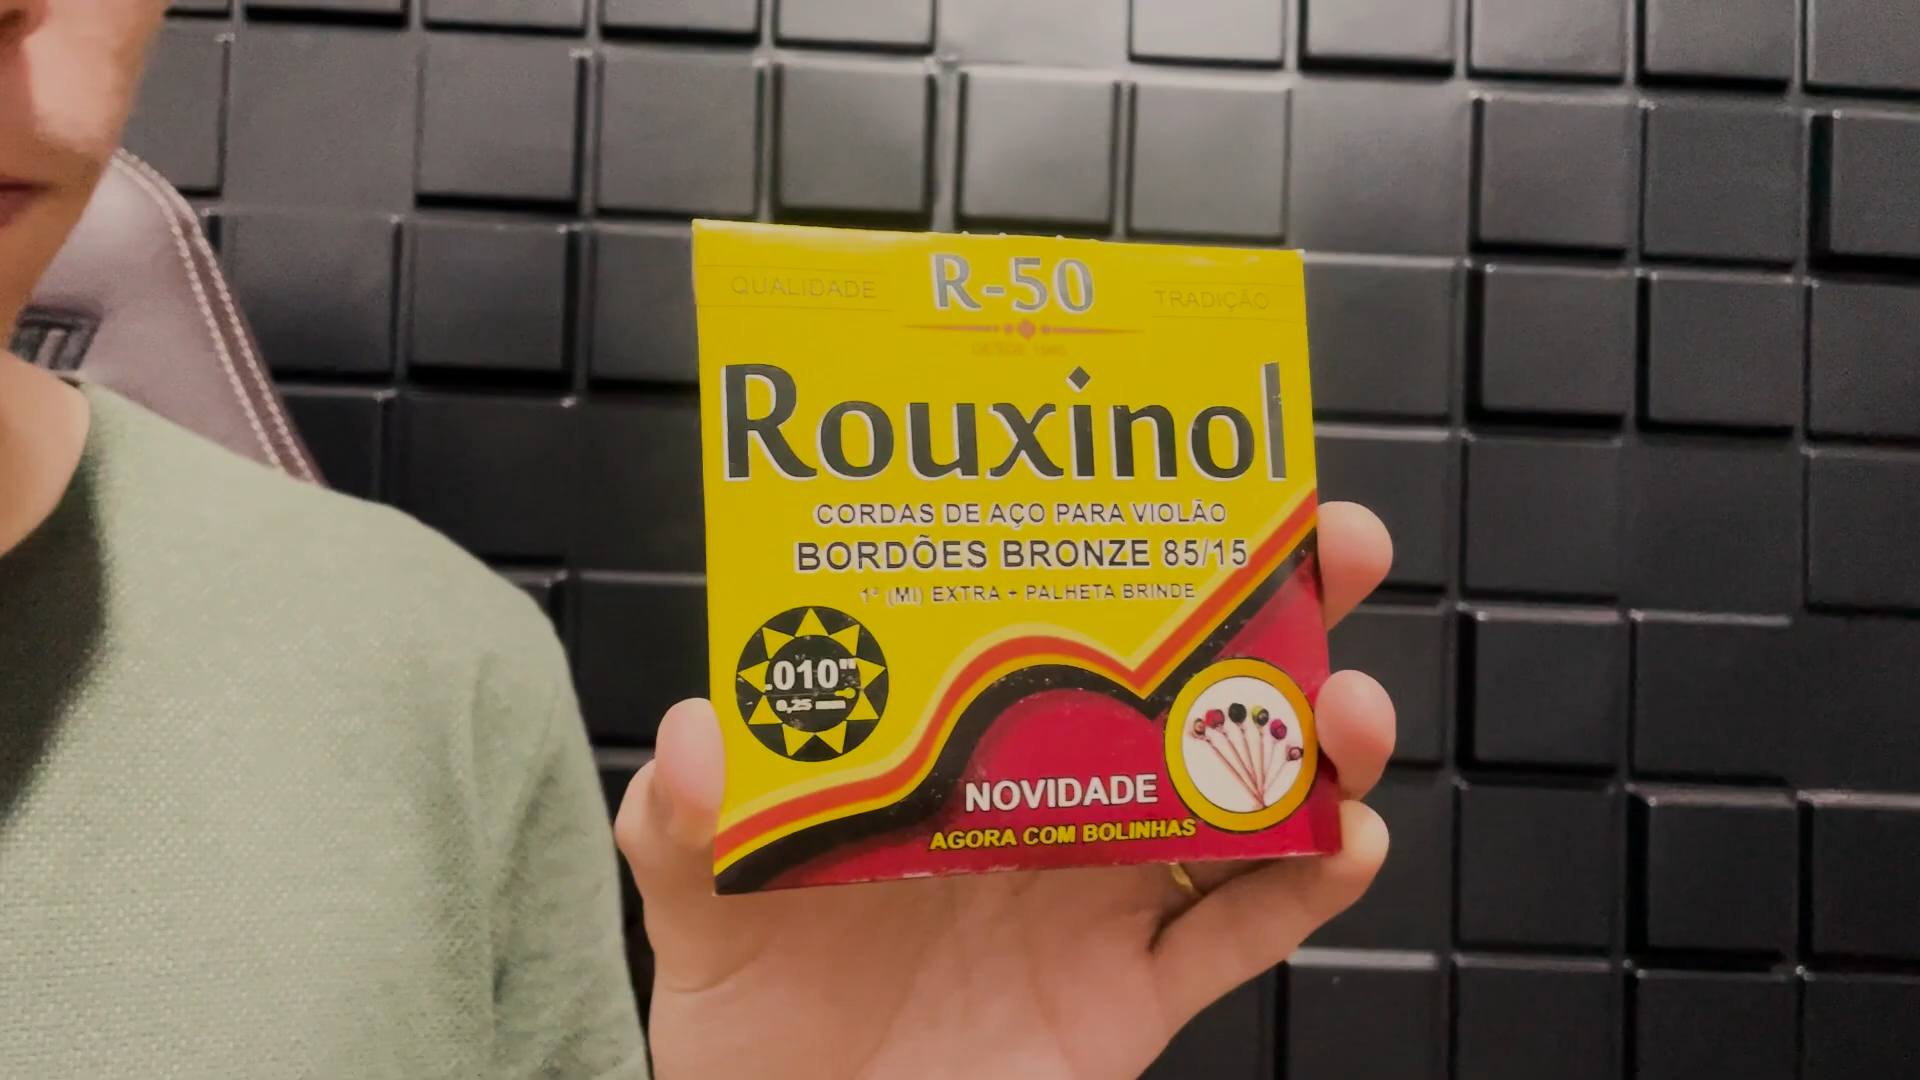 QUALIDADE
R-50
TRADIÇÃO
Rouxinol
CORDAS DE AÇO PARA VIOLÃO
BORDÕES BRONZE 85/15
1ª (MI) EXTRA + PALHETA BRINDE
.010"
0,25 mm
NOVIDADE
AGORA COM BOLINHAS